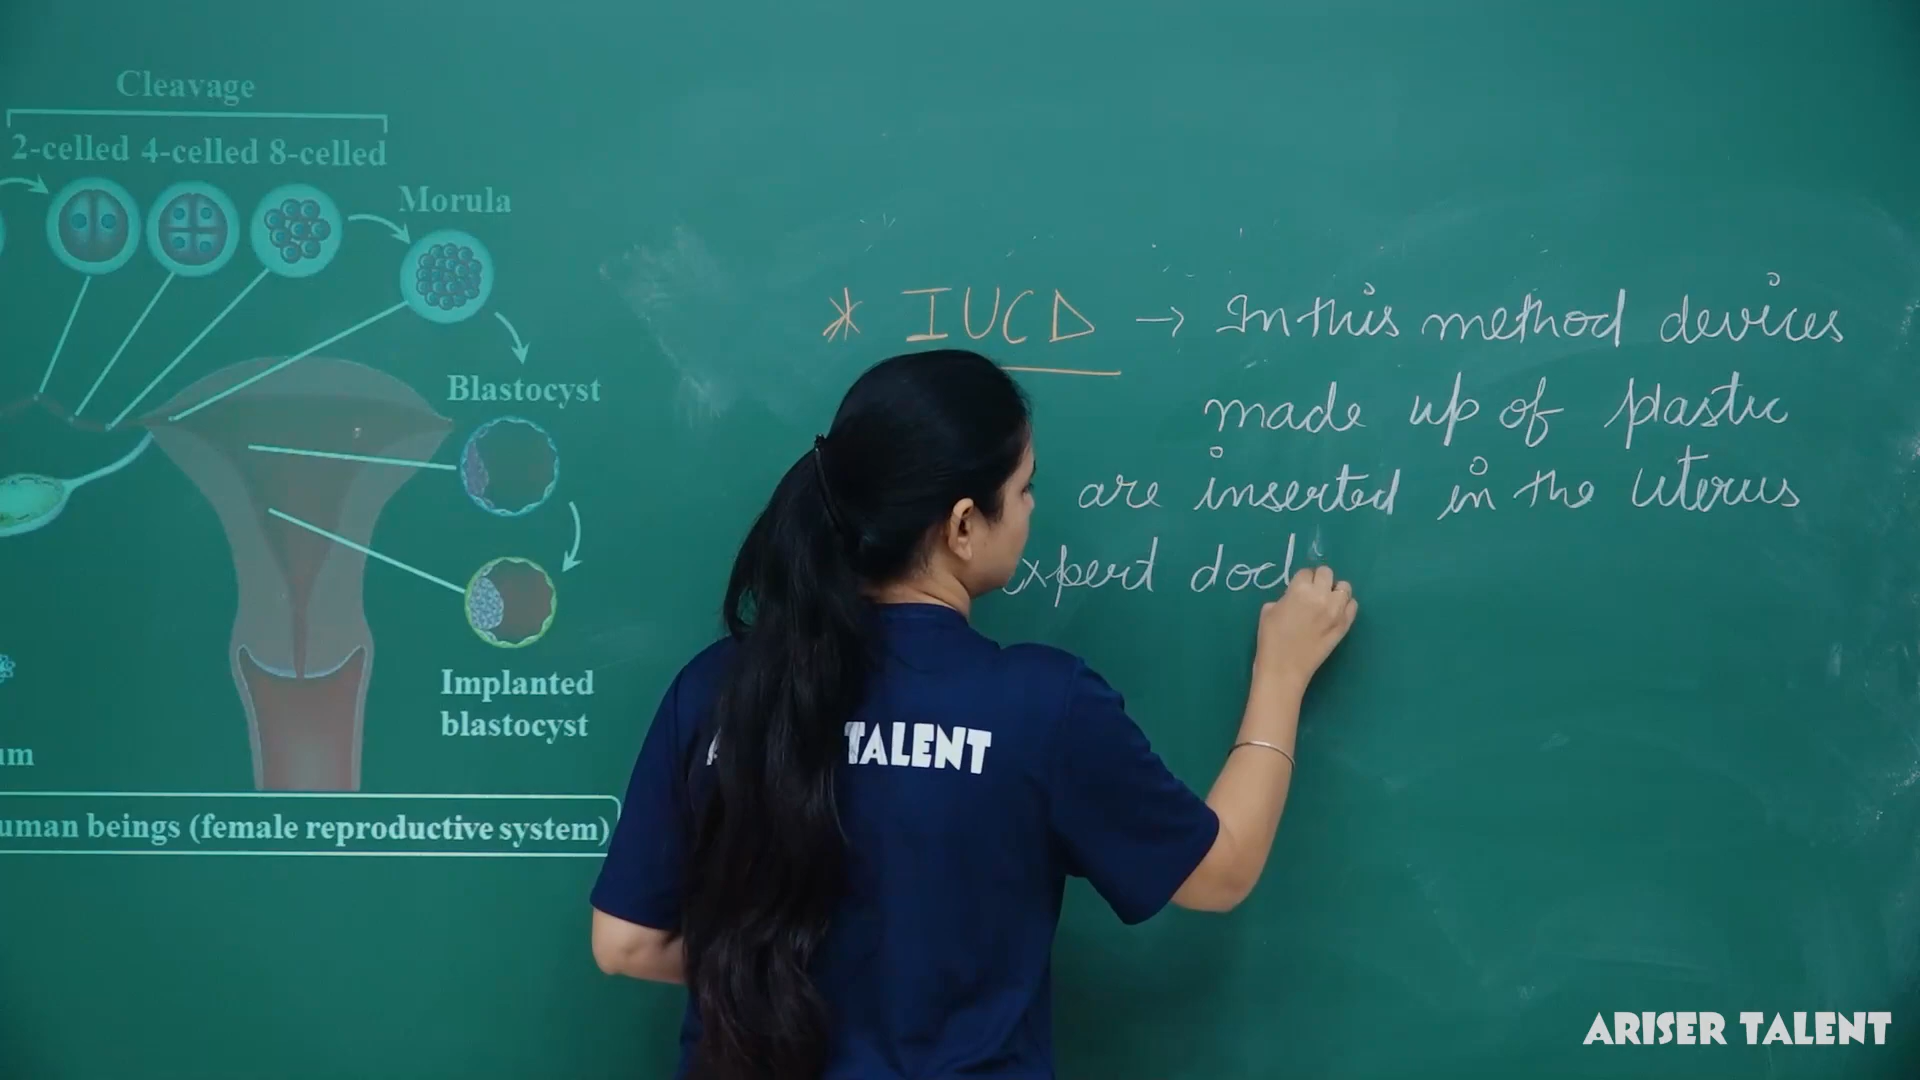 Cleavage
2-celled 4-celled 8-celled
Morula
Blastocyst
Implanted
blastocyst
um
uman beings (female reproductive system)
* IUCD → In this method devices
made up of plastic
are inserted in the uterus
xpert doct
TALENT
ARISER TALENT